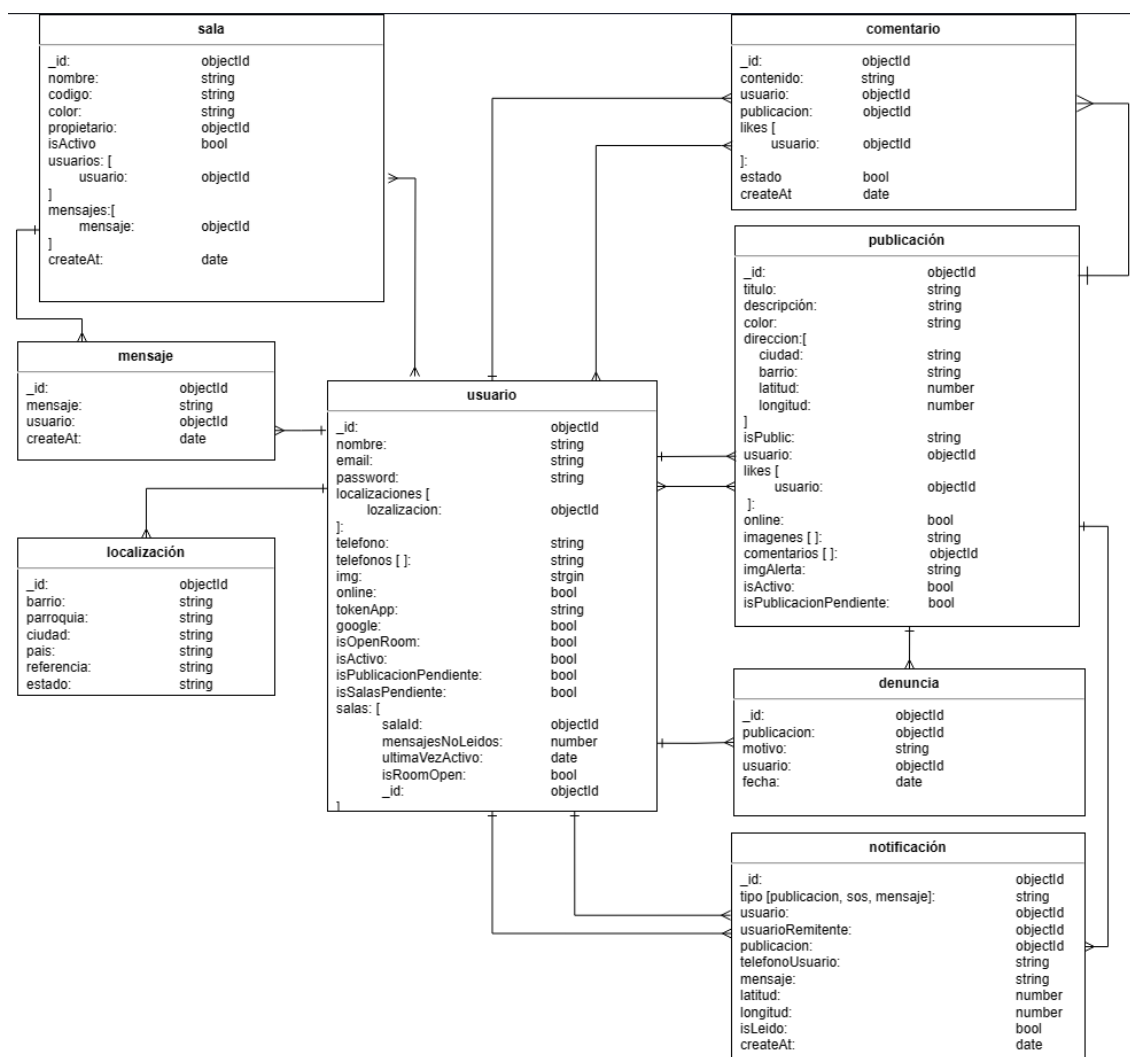 sala
_id: objectId
nombre: string
codigo: string
color: string
propietario: objectId
isActivo bool
usuarios: [
usuario: objectId
]
mensajes:[
mensaje: objectId
]
createAt: date
mensaje
_id: objectId
mensaje: string
usuario: objectId
createAt: date
localización
_id: objectId
barrio: string
parroquia: string
ciudad: string
pais: string
referencia: string
estado: string
usuario
_id: objectId
nombre: string
email: string
password: string
localizaciones [
lozalizacion: objectId
]:
telefono: string
telefonos [ ]: string
img: strgin
online: bool
tokenApp: string
google: bool
isOpenRoom: bool
isActivo: bool
isPublicacionPendiente: bool
isSalasPendiente: bool
salas: [
salaId: objectId
mensajesNoLeidos: number
ultimaVezActivo: date
isRoomOpen: bool
_id: objectId
]
comentario
_id: objectId
contenido: string
usuario: objectId
publicacion: objectId
likes [
usuario: objectId
]:
estado bool
createAt date
publicación
_id: objectId
titulo: string
descripción: string
color: string
direccion:[
ciudad: string
barrio: string
latitud: number
longitud: number
]
isPublic: string
usuario: objectId
likes [
usuario: objectId
]:
online: bool
imagenes [ ]: string
comentarios [ ]: objectId
imgAlerta: string
isActivo: bool
isPublicacionPendiente: bool
denuncia
_id: objectId
publicacion: objectId
motivo: string
usuario: objectId
fecha: date
notificación
_id: objectId
tipo [publicacion, sos, mensaje]: string
usuario: objectId
usuarioRemitente: objectId
publicacion: objectId
telefonoUsuario: string
mensaje: string
latitud: number
longitud: number
isLeido: bool
createAt: date